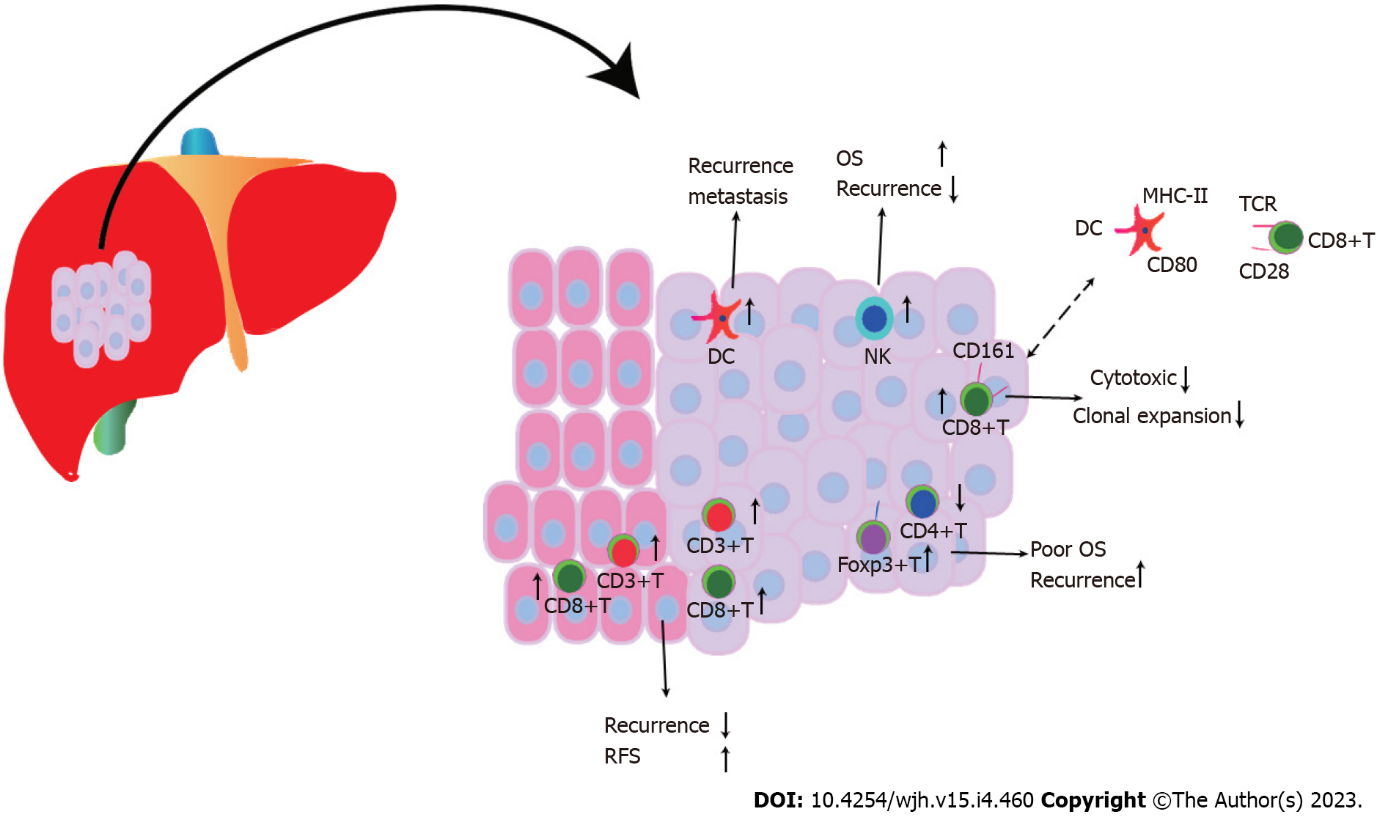 Recurrence
metastasis
OS ↑
Recurrence ↓
MHC-II
DC
CD80
TCR
CD8+T
CD28
↑
DC
↑
NK
CD161
↑
CD8+T
Cytotoxic ↓
Clonal expansion ↓
↑
CD3+T
CD4+T ↓
Foxp3+T ↑
Poor OS
Recurrence ↑
↑
CD3+T
↑
CD8+T
CD8+T ↑
Recurrence ↓
RFS ↑
DOI: 10.4254/wjh.v15.i4.460 Copyright ©The Author(s) 2023.